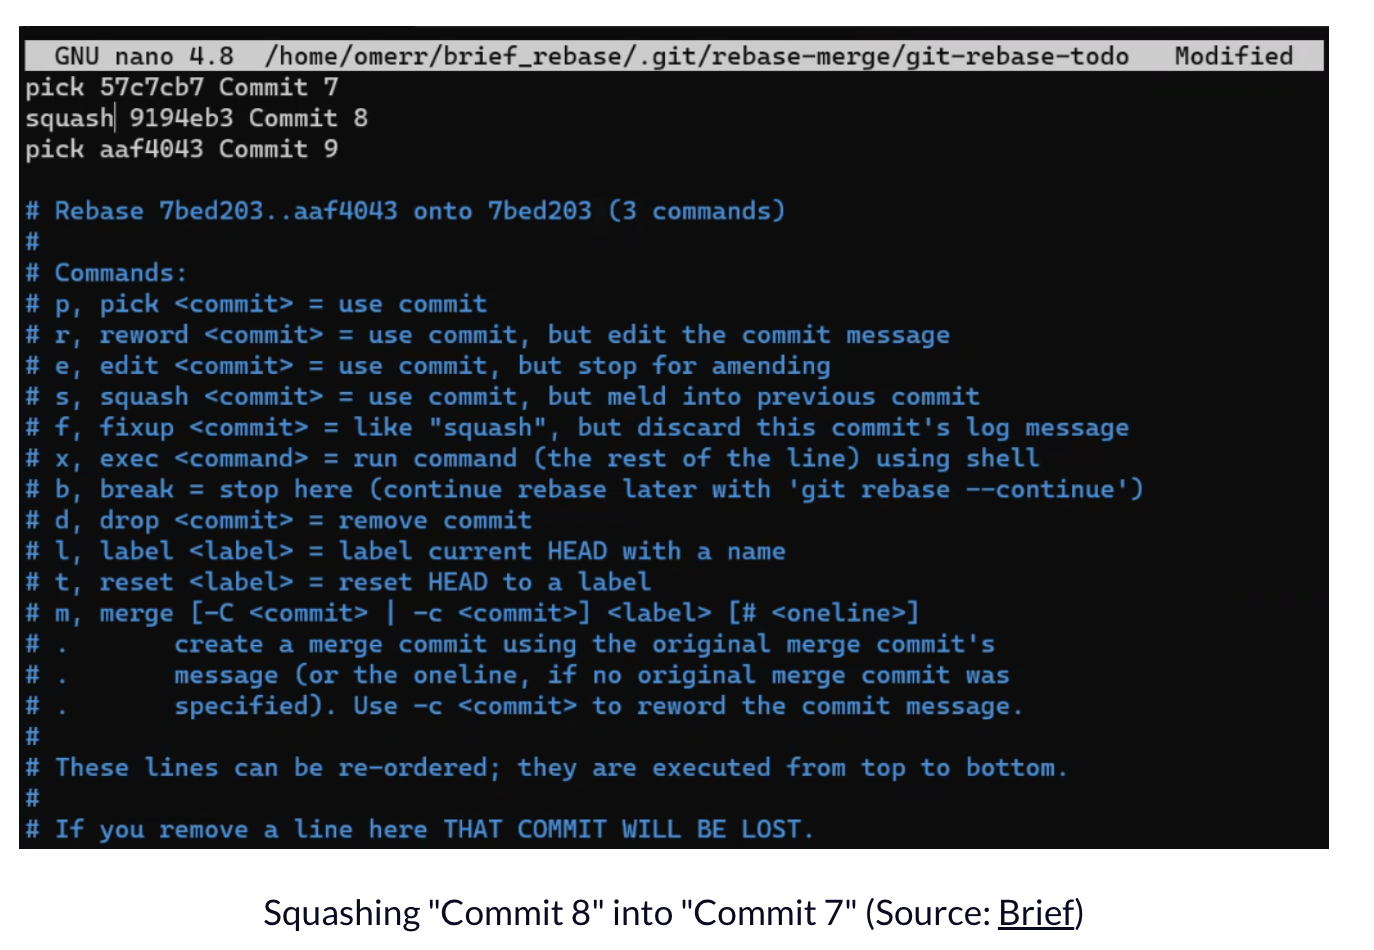 GNU nano 4.8  /home/omerr/brief_rebase/.git/rebase-merge/git-rebase-todo   Modified
pick 57c7cb7 Commit 7
squash 9194eb3 Commit 8
pick aaf4043 Commit 9
# Rebase 7bed203..aaf4043 onto 7bed203 (3 commands)
#
# Commands:
# p, pick <commit> = use commit
# r, reword <commit> = use commit, but edit the commit message
# e, edit <commit> = use commit, but stop for amending
# s, squash <commit> = use commit, but meld into previous commit
# f, fixup <commit> = like "squash", but discard this commit's log message
# x, exec <command> = run command (the rest of the line) using shell
# b, break = stop here (continue rebase later with 'git rebase --continue')
# d, drop <commit> = remove commit
# l, label <label> = label current HEAD with a name
# t, reset <label> = reset HEAD to a label
# m, merge [-C <commit> | -c <commit>] <label> [# <oneline>]
# .       create a merge commit using the original merge commit's
# .       message (or the oneline, if no original merge commit was
# .       specified). Use -c <commit> to reword the commit message.
#
# These lines can be re-ordered; they are executed from top to bottom.
#
# If you remove a line here THAT COMMIT WILL BE LOST.
Squashing "Commit 8" into "Commit 7" (Source: Brief)